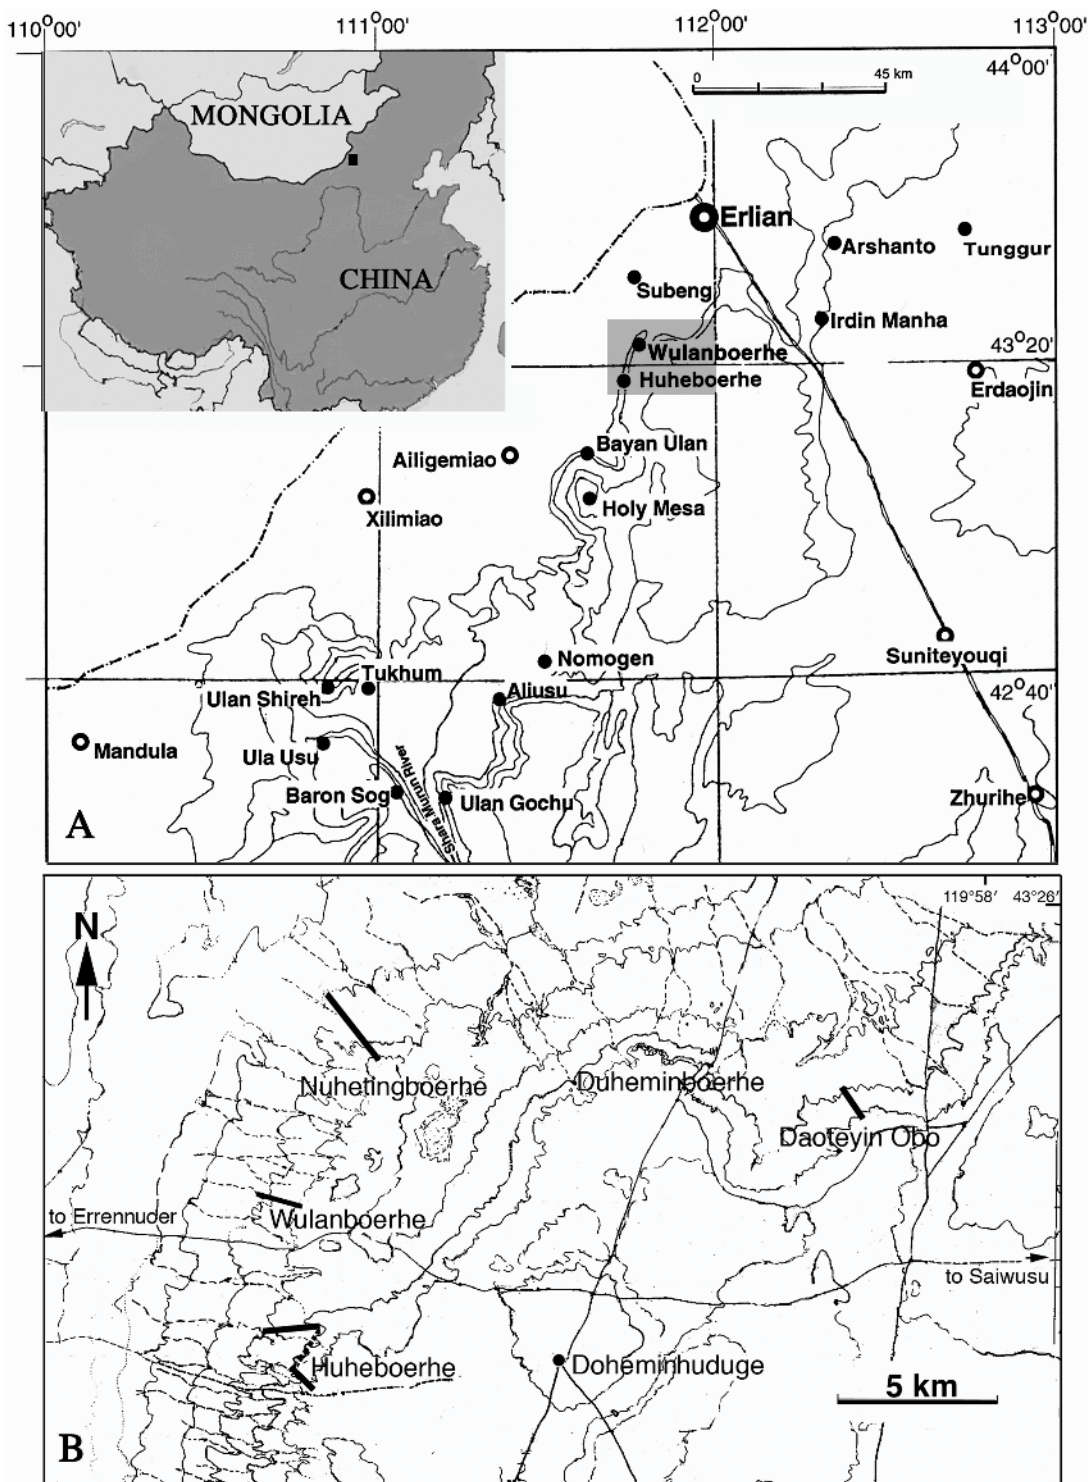 110°00'
111°00'
112°00'
113°00'
44°00'
0
45 km
MONGOLIA
CHINA
Erlian
Arshanto
Tunggur
Subeng
Irdin Manha
43°20'
Wulanboerhe
Huheboerhe
Erdaojin
Bayan Ulan
Ailigemiao
Holy Mesa
Xilimiao
Nomogen
Suniteyouqi
Tukhum
42°40'
Ulan Shireh
Aliusu
Mandula
Ula Usu
Shara Murun River
Baron Sog
Ulan Gochu
Zhurihe
A
119°58' 43°26'
N
Nuhetingboerhe
Duheminboerhe
Daoteyin Obo
to Errennuoer
Wulanboerhe
to Saiwusu
Huheboerhe
Doheminhuduge
5 km
B